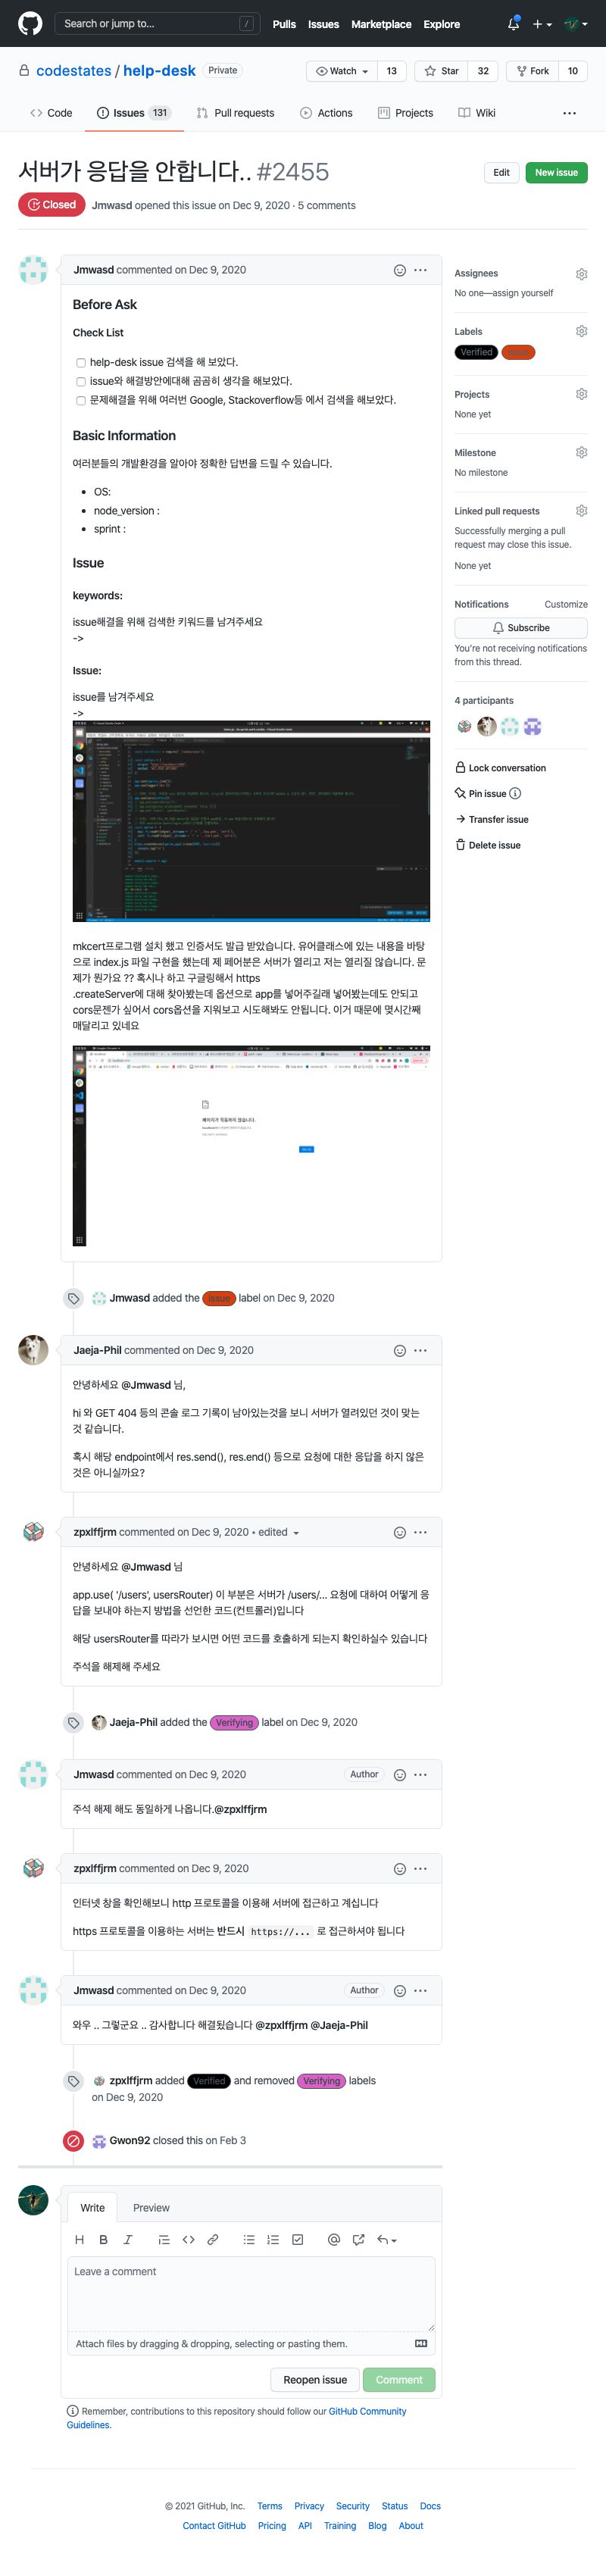 Search or jump to...
/
Pulls Issues Marketplace Explore
codestates / help-desk Private
Watch 13 Star 32 Fork 10
Code Issues 131 Pull requests Actions Projects Wiki
서버가 응답을 안합니다.. #2455
Edit New issue
Closed Jmwasd opened this issue on Dec 9, 2020 · 5 comments
Jmwasd commented on Dec 9, 2020
Before Ask
Check List
help-desk issue 검색을 해 보았다.
issue와 해결방안에대해 곰곰히 생각을 해보았다.
문제해결을 위해 여러번 Google, Stackoverflow등 에서 검색을 해보았다.
Basic Information
여러분들의 개발환경을 알아야 정확한 답변을 드릴 수 있습니다.
OS:
node_version :
sprint :
Issue
keywords:
issue해결을 위해 검색한 키워드를 남겨주세요
->
Issue:
issue를 남겨주세요
->
mkcert프로그램 설치 했고 인증서도 발급 받았습니다. 유어클래스에 있는 내용을 바탕
으로 index.js 파일 구현을 했는데 제 페어분은 서버가 열리고 저는 열리질 않습니다. 문
제가 뭔가요 ?? 혹시나 하고 구글링해서 https
.createServer에 대해 찾아봤는데 옵션으로 app를 넣어주길래 넣어봤는데도 안되고
cors문젠가 싶어서 cors옵션을 지워보고 시도해봐도 안됩니다. 이거 때문에 몇시간째
매달리고 있네요
페이지가 작동하지 않습니다.
Assignees
No one—assign yourself
Labels
Verified issue
Projects
None yet
Milestone
No milestone
Linked pull requests
Successfully merging a pull
request may close this issue.
None yet
Notifications Customize
Subscribe
You're not receiving notifications
from this thread.
4 participants
Lock conversation
Pin issue
Transfer issue
Delete issue
Jmwasd added the issue label on Dec 9, 2020
Jaeja-Phil commented on Dec 9, 2020
안녕하세요 @Jmwasd 님,
hi 와 GET 404 등의 콘솔 로그 기록이 남아있는것을 보니 서버가 열려있던 것이 맞는
것 같습니다.
혹시 해당 endpoint에서 res.send(), res.end() 등으로 요청에 대한 응답을 하지 않은
것은 아니실까요?
zpxlffjrm commented on Dec 9, 2020 • edited
안녕하세요 @Jmwasd 님
app.use( '/users', usersRouter) 이 부분은 서버가 /users/... 요청에 대하여 어떻게 응
답을 보내야 하는지 방법을 선언한 코드(컨트롤러)입니다
해당 usersRouter를 따라가 보시면 어떤 코드를 호출하게 되는지 확인하실수 있습니다
주석을 해제해 주세요
Jaeja-Phil added the Verifying label on Dec 9, 2020
Jmwasd commented on Dec 9, 2020 Author
주석 해제 해도 동일하게 나옵니다.@zpxlffjrm
zpxlffjrm commented on Dec 9, 2020
인터넷 창을 확인해보니 http 프로토콜을 이용해 서버에 접근하고 계십니다
https 프로토콜을 이용하는 서버는 반드시 https://... 로 접근하셔야 됩니다
Jmwasd commented on Dec 9, 2020 Author
와우 .. 그렇군요 .. 감사합니다 해결됬습니다 @zpxlffjrm @Jaeja-Phil
zpxlffjrm added Verified and removed Verifying labels
on Dec 9, 2020
Gwon92 closed this on Feb 3
Write Preview
Leave a comment
Attach files by dragging & dropping, selecting or pasting them.
Reopen issue Comment
Remember, contributions to this repository should follow our GitHub Community
Guidelines.
© 2021 GitHub, Inc. Terms Privacy Security Status Docs
Contact GitHub Pricing API Training Blog About